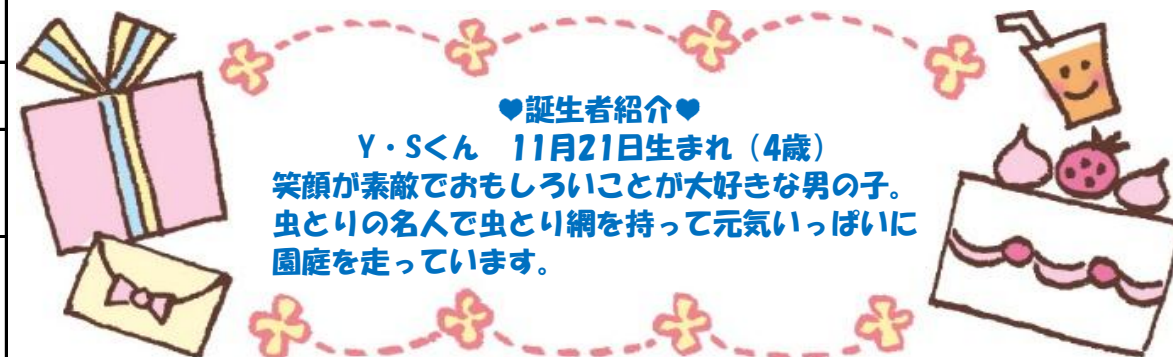 ♥誕生者紹介♥
Y・Sくん　11月21日生まれ（4歳）
笑顔が素敵でおもしろいことが大好きな男の子。
虫とりの名人で虫とり網を持って元気いっぱいに
園庭を走っています。